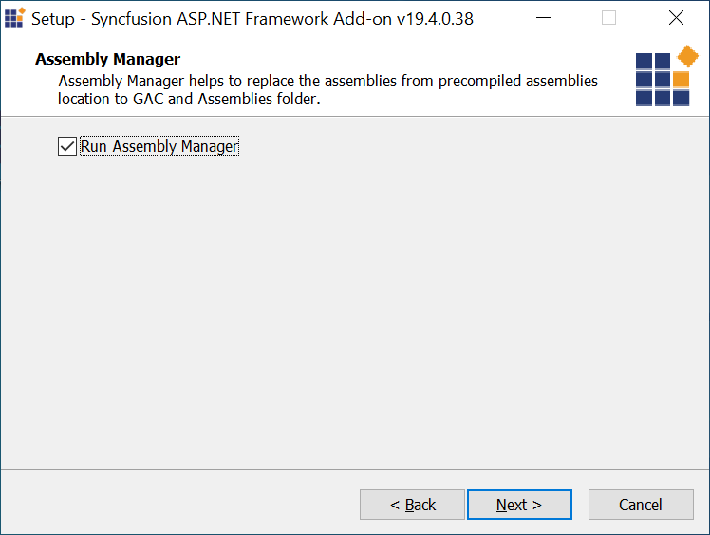 Setup - Syncfusion ASP.NET Framework Add-on v19.4.0.38
Assembly Manager
Assembly Manager helps to replace the assemblies from precompiled assemblies
location to GAC and Assemblies folder.
Run Assembly Manager
< Back Next > Cancel